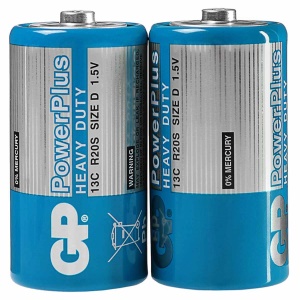 GP PowerPlus
HEAVY DUTY
13C R20S SIZE D 1.5V
0% MERCURY
WARNING
Pb
GP PowerPlus
HEAVY DUTY
13C R20S SIZE D 1.5V
0% MERCURY